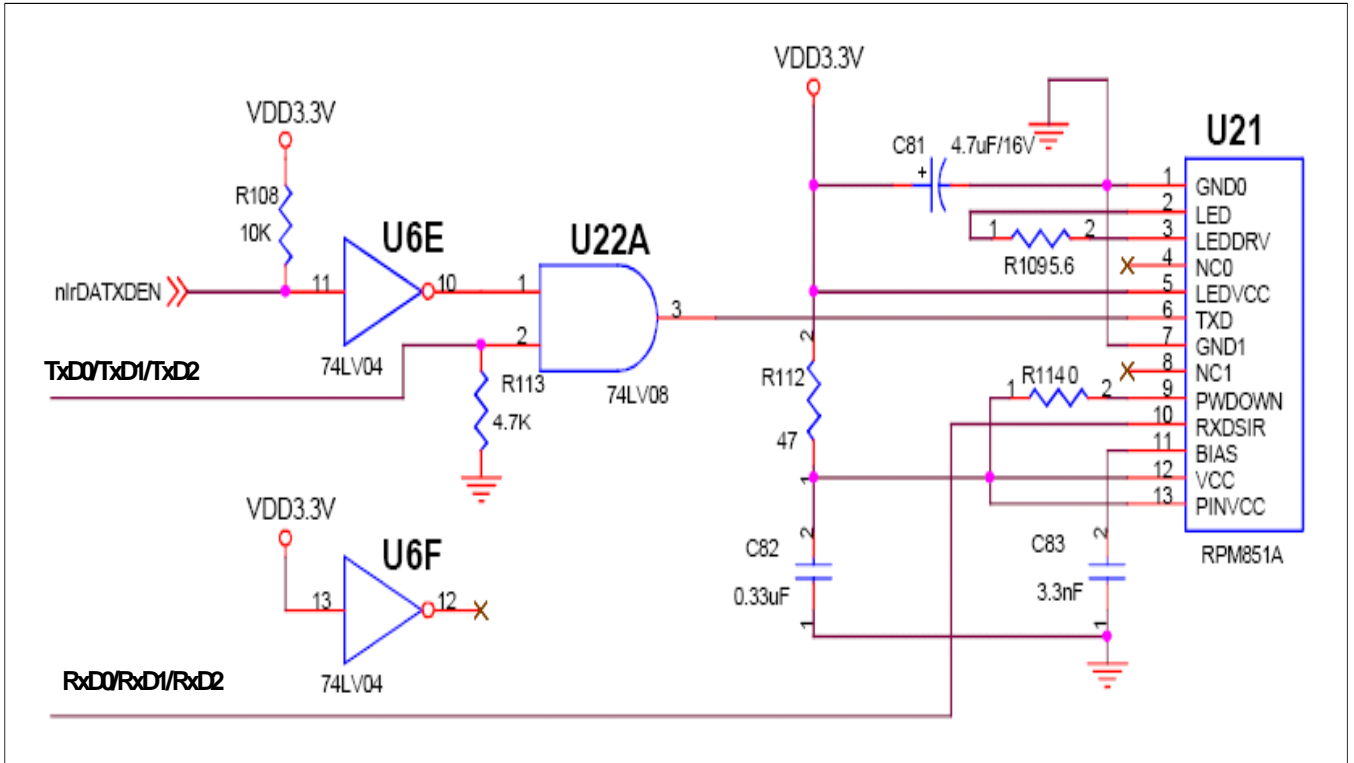 VDD3.3V
R108
10K
nIrDATXDEN
11
U6E
10
74LV04
TxD0/TxD1/TxD2
1
2
U22A
3
74LV08
R113
4.7K
VDD3.3V
13
U6F
12
74LV04
RxD0/RxD1/RxD2
VDD3.3V
C81
4.7uF/16V
+
1
2
R1095.6
2
R112
47
1
1
R1140
2
2
C82
0.33uF
1
2
C83
3.3nF
1
U21
1 GND0
2 LED
3 LEDDRV
4 NC0
5 LEDVCC
6 TXD
7 GND1
8 NC1
9 PWDOWN
10 RXDSIR
11 BIAS
12 VCC
13 PINVCC
RPM851A